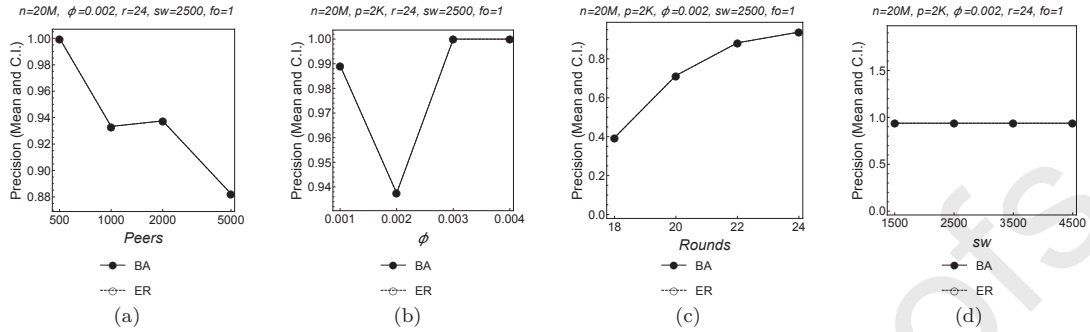 n=20M, ϕ=0.002, r=24, sw=2500, fo=1
Precision (Mean and C.I.)
1.00
0.98
0.96
0.94
0.92
0.90
0.88
500 1000 2000 5000
Peers
BA
ER
(a)
n=20M, p=2K, r=24, sw=2500, fo=1
Precision (Mean and C.I.)
1.00
0.99
0.98
0.97
0.96
0.95
0.94
0.001 0.002 0.003 0.004
ϕ
BA
ER
(b)
n=20M, p=2K, ϕ=0.002, sw=2500, fo=1
Precision (Mean and C.I.)
0.8
0.6
0.4
0.2
0.0
18 20 22 24
Rounds
BA
ER
(c)
n=20M, p=2K, ϕ=0.002, r=24, fo=1
Precision (Mean and C.I.)
1.5
1.0
0.5
0.0
1500 2500 3500 4500
sw
BA
ER
(d)
ofs